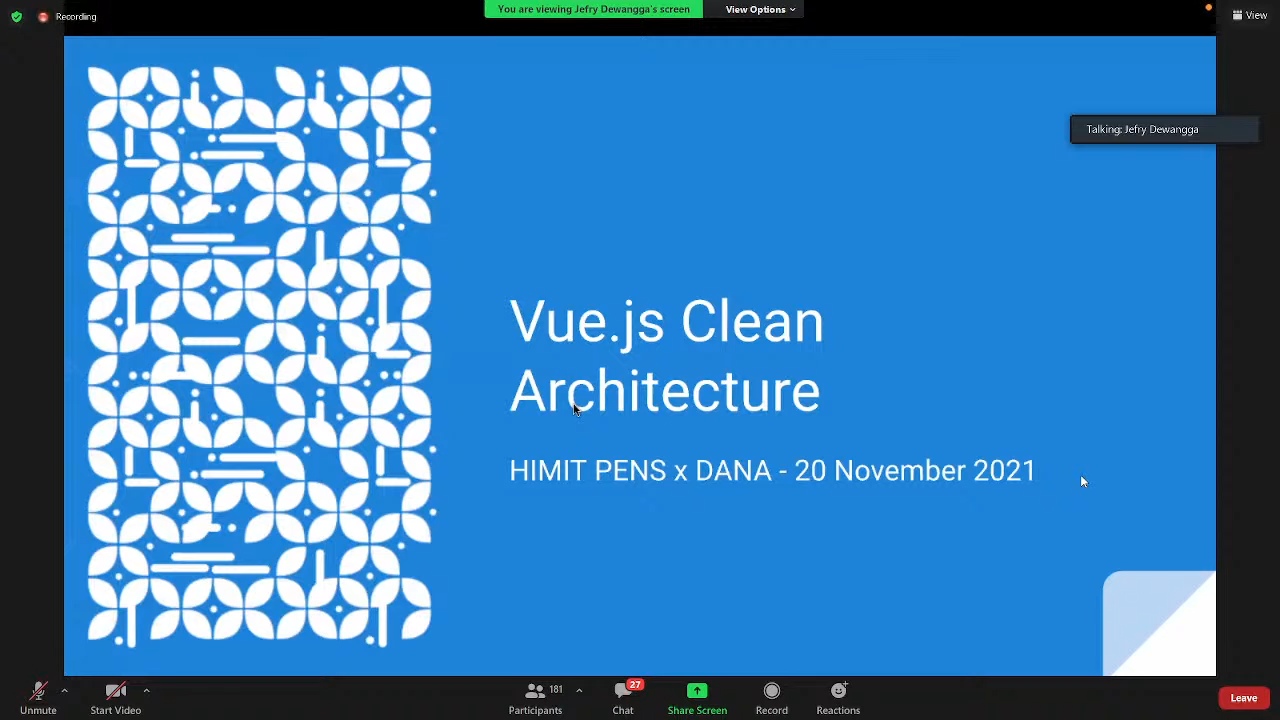 Recording
You are viewing Jefry Dewangga's screen
View Options
View
Talking: Jefry Dewangga
Vue.js Clean
Architecture
HIMIT PENS x DANA - 20 November 2021
Unmute
Start Video
181
Participants
27
Chat
Share Screen
Record
Reactions
Leave